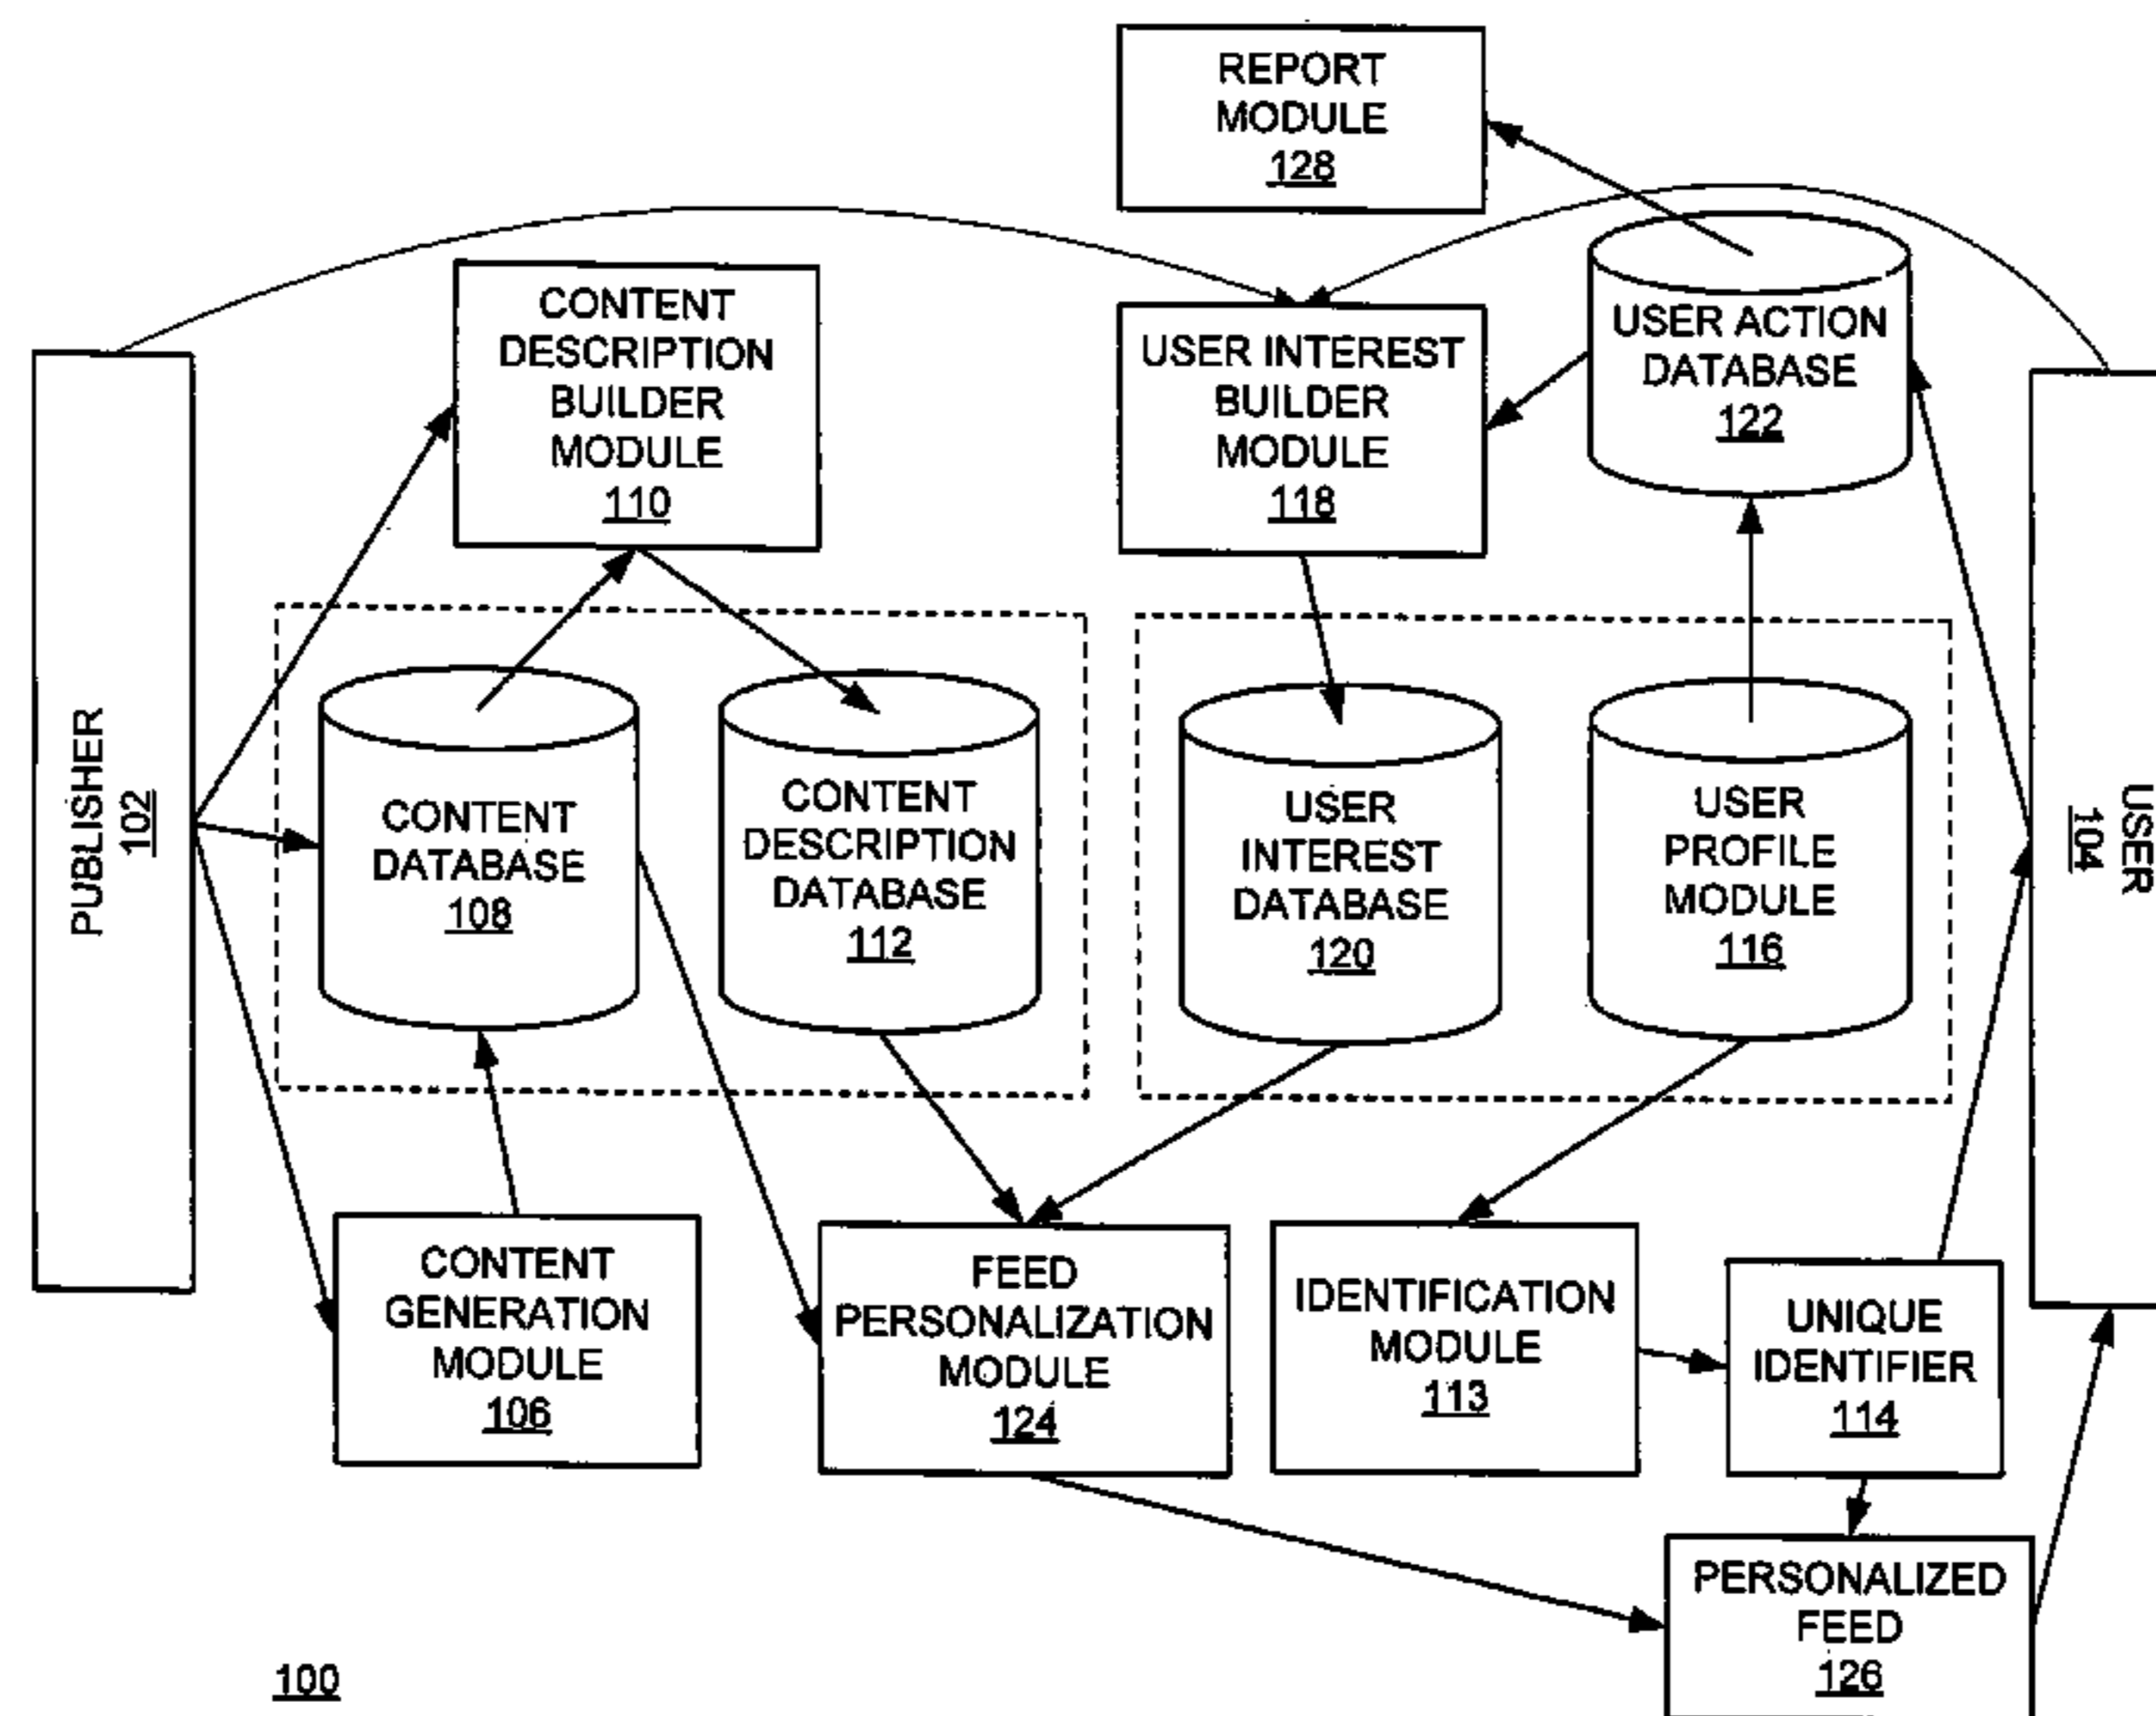 REPORT
MODULE
128
CONTENT
DESCRIPTION
BUILDER
MODULE
110
USER INTEREST
BUILDER
MODULE
118
USER ACTION
DATABASE
122
PUBLISHER
102
CONTENT
DATABASE
108
CONTENT
DESCRIPTION
DATABASE
112
USER
INTEREST
DATABASE
120
USER
PROFILE
MODULE
116
USER
104
CONTENT
GENERATION
MODULE
106
FEED
PERSONALIZATION
MODULE
124
IDENTIFICATION
MODULE
113
UNIQUE
IDENTIFIER
114
PERSONALIZED
FEED
126
100